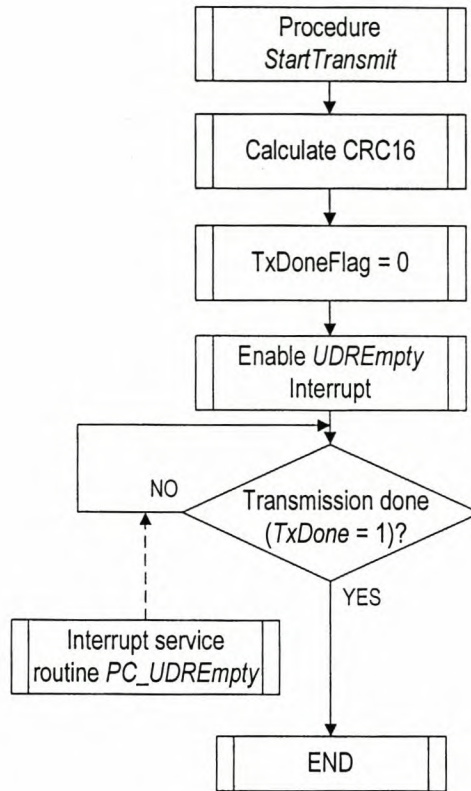 Procedure
StartTransmit
Calculate CRC16
TxDoneFlag = 0
Enable UDREmpty
Interrupt
NO
Transmission done
(TxDone = 1)?
YES
Interrupt service
routine PC_UDREmpty
END